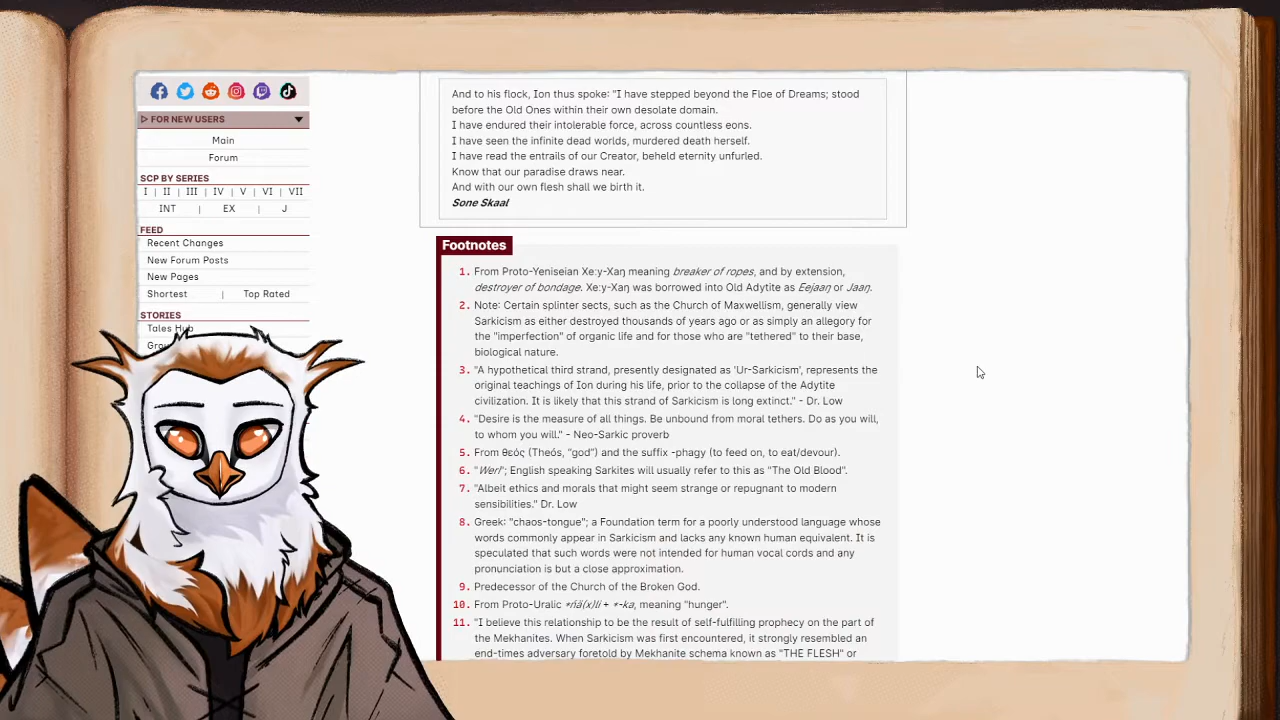 And to his flock, Ion thus spoke: "I have stepped beyond the Floe of Dreams; stood
before the Old Ones within their own desolate domain.
I have endured their intolerable force, across countless eons.
I have seen the infinite dead worlds, murdered death herself.
I have read the entrails of our Creator, beheld eternity unfurled.
Know that our paradise draws near.
And with our own flesh shall we birth it.
Sone Skaal
▷ FOR NEW USERS
Main
Forum
SCP BY SERIES
I | II | III | IV | V | VI | VII
INT | EX | J
FEED
Recent Changes
New Forum Posts
New Pages
Shortest | Top Rated
STORIES
Tales Hub
Footnotes
1. From Proto-Yeniseian Xe:y-Xaŋ meaning breaker of ropes, and by extension,
destroyer of bondage. Xe:y-Xaŋ was borrowed into Old Adytite as Eejaaŋ or Jaaŋ.
2. Note: Certain splinter sects, such as the Church of Maxwellism, generally view
Sarkicism as either destroyed thousands of years ago or as simply an allegory for
the "imperfection" of organic life and for those who are "tethered" to their base,
biological nature.
3. "A hypothetical third strand, presently designated as 'Ur-Sarkicism', represents the
original teachings of Ion during his life, prior to the collapse of the Adytite
civilization. It is likely that this strand of Sarkicism is long extinct." - Dr. Low
4. "Desire is the measure of all things. Be unbound from moral tethers. Do as you will,
to whom you will." - Neo-Sarkic proverb
5. From θεός (Theós, “god”) and the suffix -phagy (to feed on, to eat/devour).
6. "Weri"; English speaking Sarkites will usually refer to this as "The Old Blood".
7. "Albeit ethics and morals that might seem strange or repugnant to modern
sensibilities." Dr. Low
8. Greek: "chaos-tongue"; a Foundation term for a poorly understood language whose
words commonly appear in Sarkicism and lacks any known human equivalent. It is
speculated that such words were not intended for human vocal cords and any
pronunciation is but a close approximation.
9. Predecessor of the Church of the Broken God.
10. From Proto-Uralic *ńä(x)li + *-ka, meaning "hunger".
11. "I believe this relationship to be the result of self-fulfilling prophecy on the part of
the Mekhanites. When Sarkicism was first encountered, it strongly resembled an
end-times adversary foretold by Mekhanite schema known as "THE FLESH" or